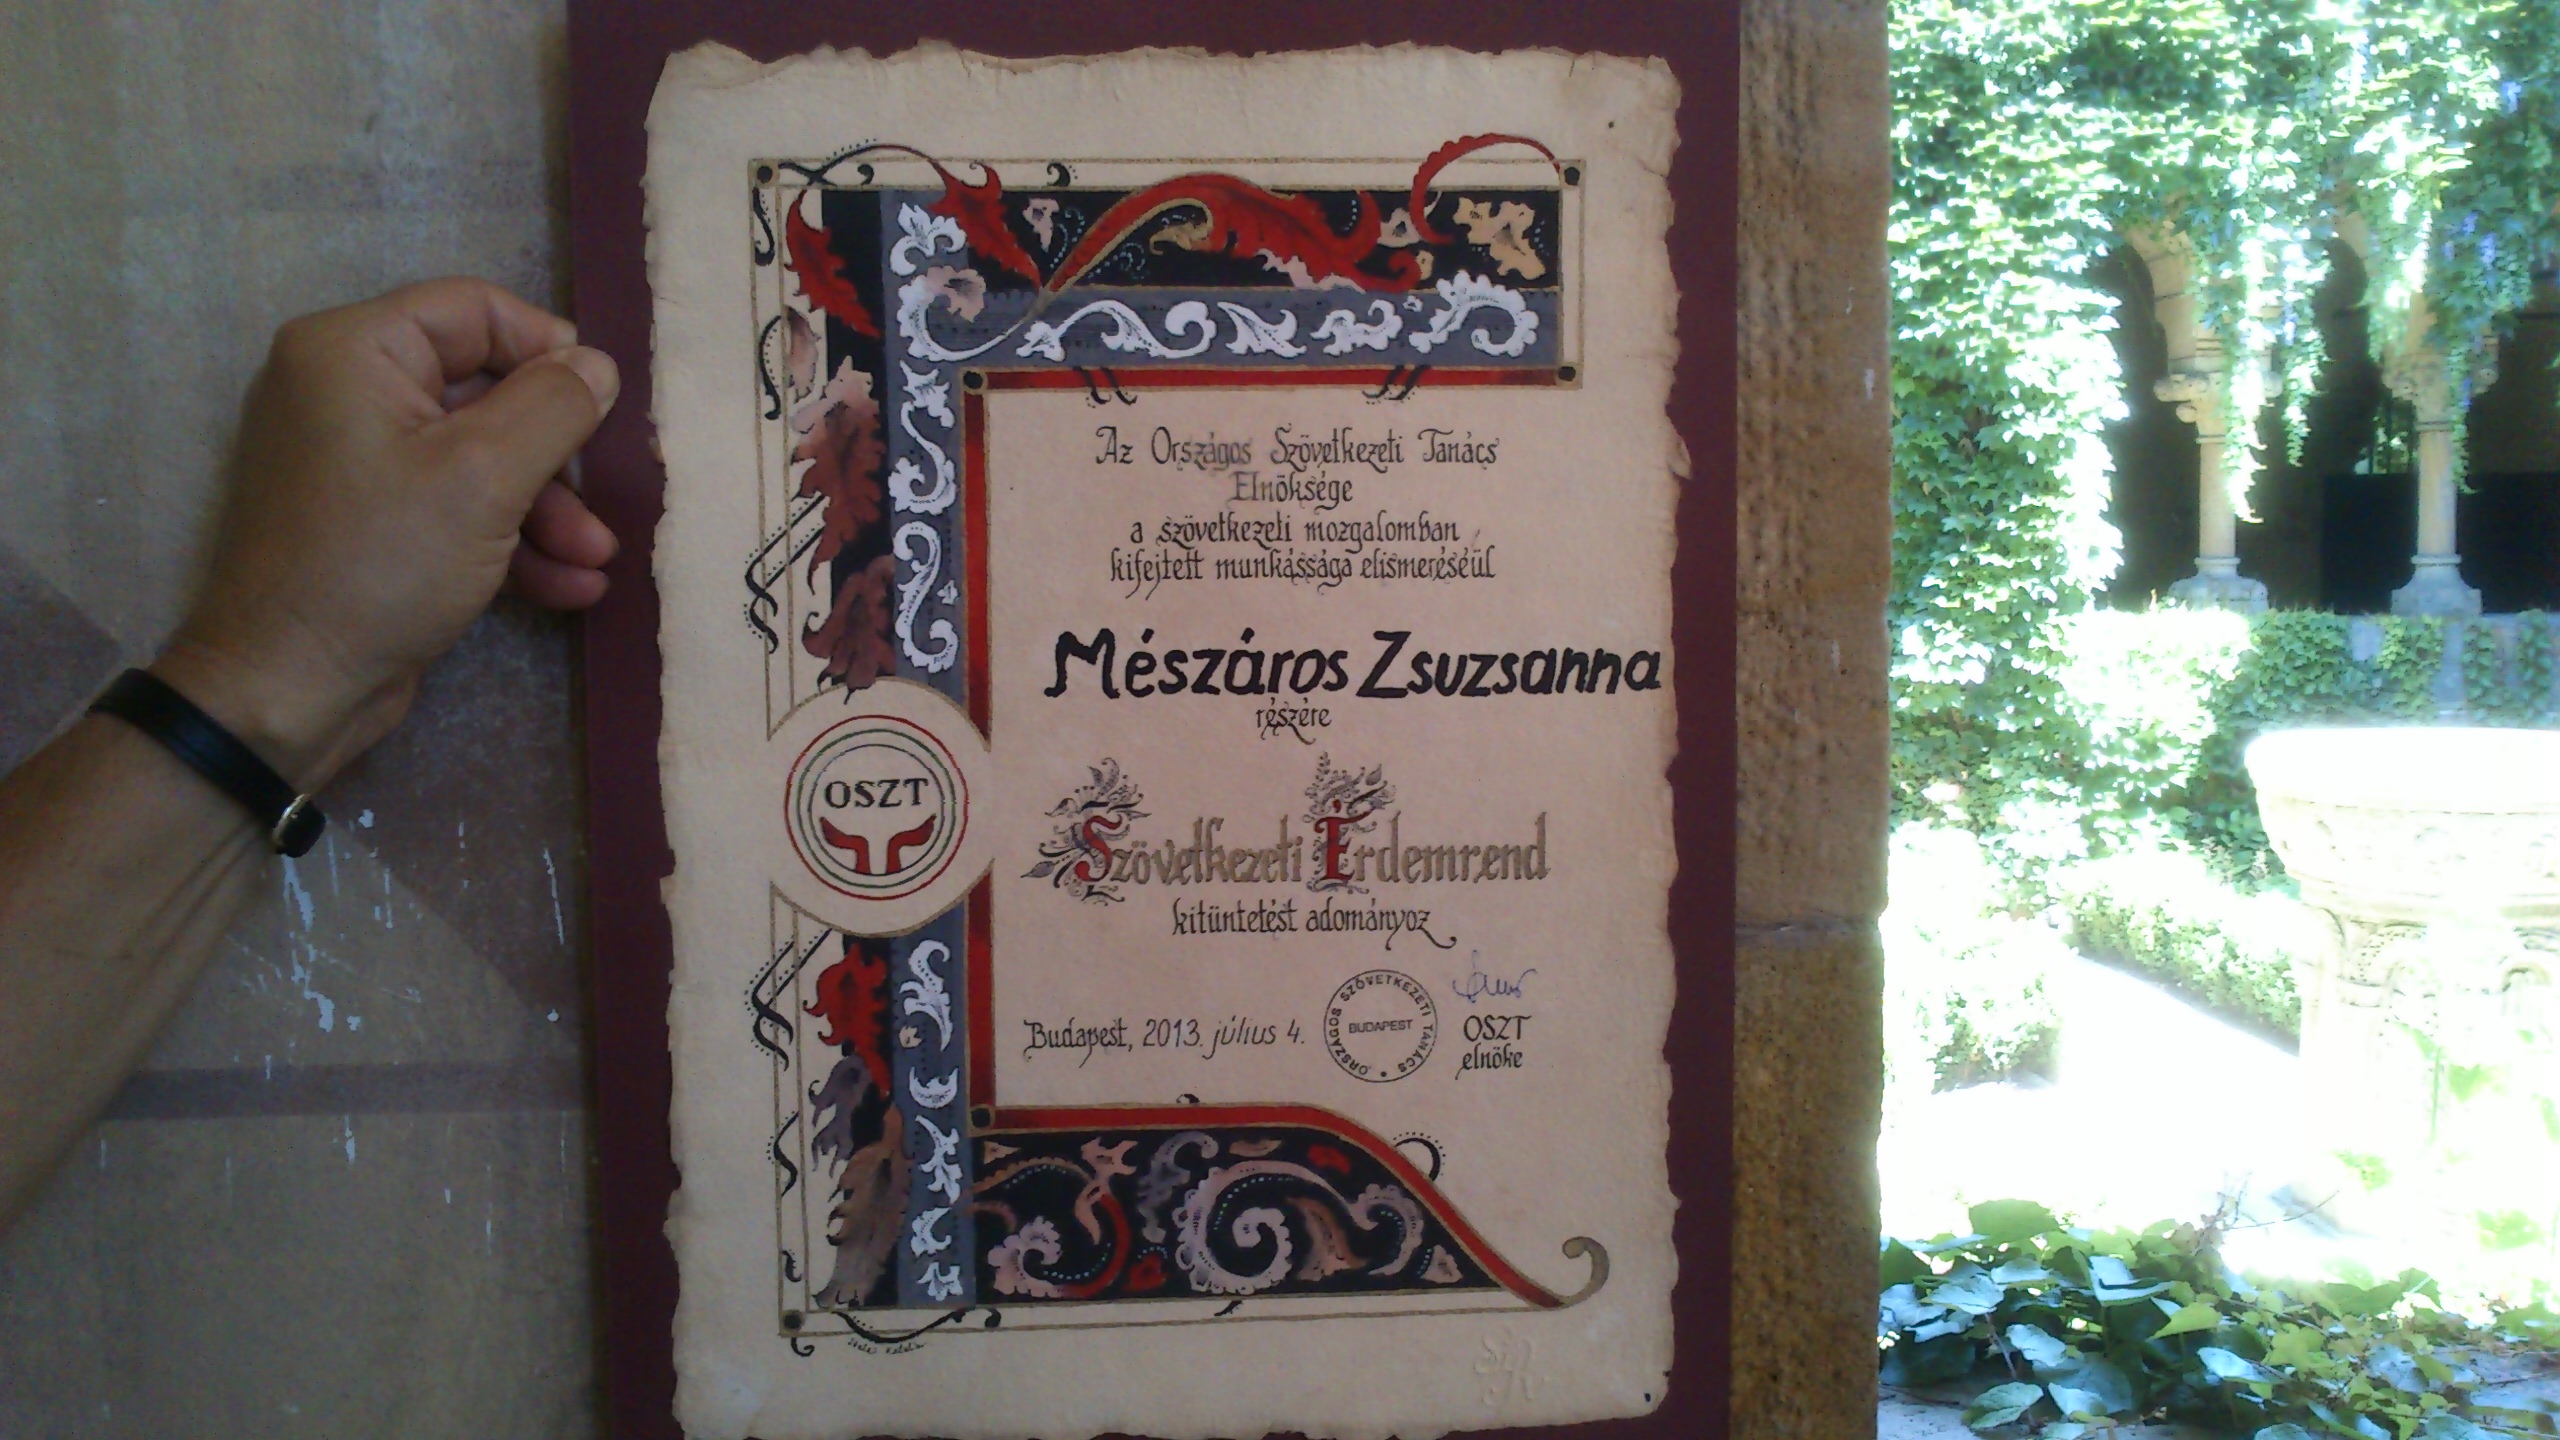 Az Országos Szövetkezeti Tanács
Elnöksége
a szövetkezeti mozgalomban
kifejtett munkássága elismeréséül
Mészáros Zsuzsanna
részére
OSZT
Szövetkezeti Érdemrend
kitüntetést adományoz
Budapest, 2013. július 4.
ORSZÁGOS SZÖVETKEZETI TANÁCS
BUDAPEST
OSZT
elnöke